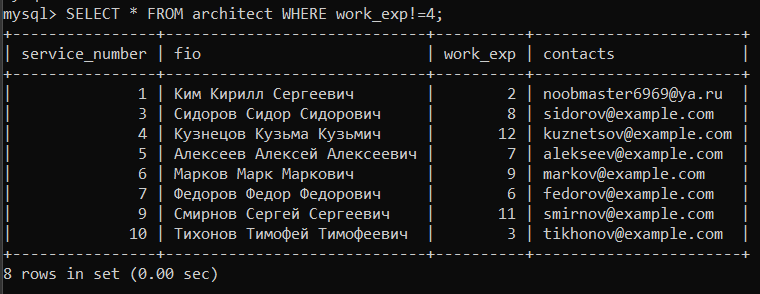 mysql> SELECT * FROM architect WHERE work_exp!=4;
+----------------+---------------------------+----------+---------------------+
| service_number | fio                       | work_exp | contacts            |
+----------------+---------------------------+----------+---------------------+
|              1 | Ким Кирилл Сергеевич      |        2 | noobmaster6969@ya.ru  |
|              3 | Сидоров Сидор Сидорович   |        8 | sidorov@example.com   |
|              4 | Кузнецов Кузьма Кузьмич   |       12 | kuznetsov@example.com |
|              5 | Алексеев Алексей Алексеевич |        7 | alekseev@example.com  |
|              6 | Марков Марк Маркович      |        9 | markov@example.com    |
|              7 | Федоров Федор Федорович   |        6 | fedorov@example.com   |
|              9 | Смирнов Сергей Сергеевич  |       11 | smirnov@example.com   |
|             10 | Тихонов Тимофей Тимофеевич |        3 | tikhonov@example.com  |
+----------------+---------------------------+----------+---------------------+
8 rows in set (0.00 sec)